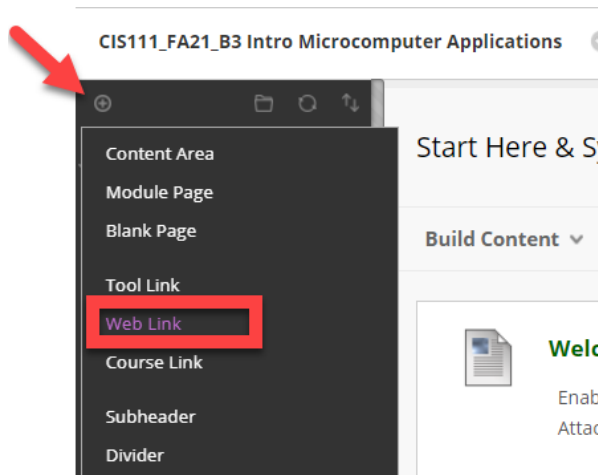 CIS111_FA21_B3 Intro Microcomputer Applications
Start Here & S
Content Area
Module Page
Blank Page
Tool Link
Web Link
Course Link
Subheader
Divider
Build Content
Welc
Enab
Attac